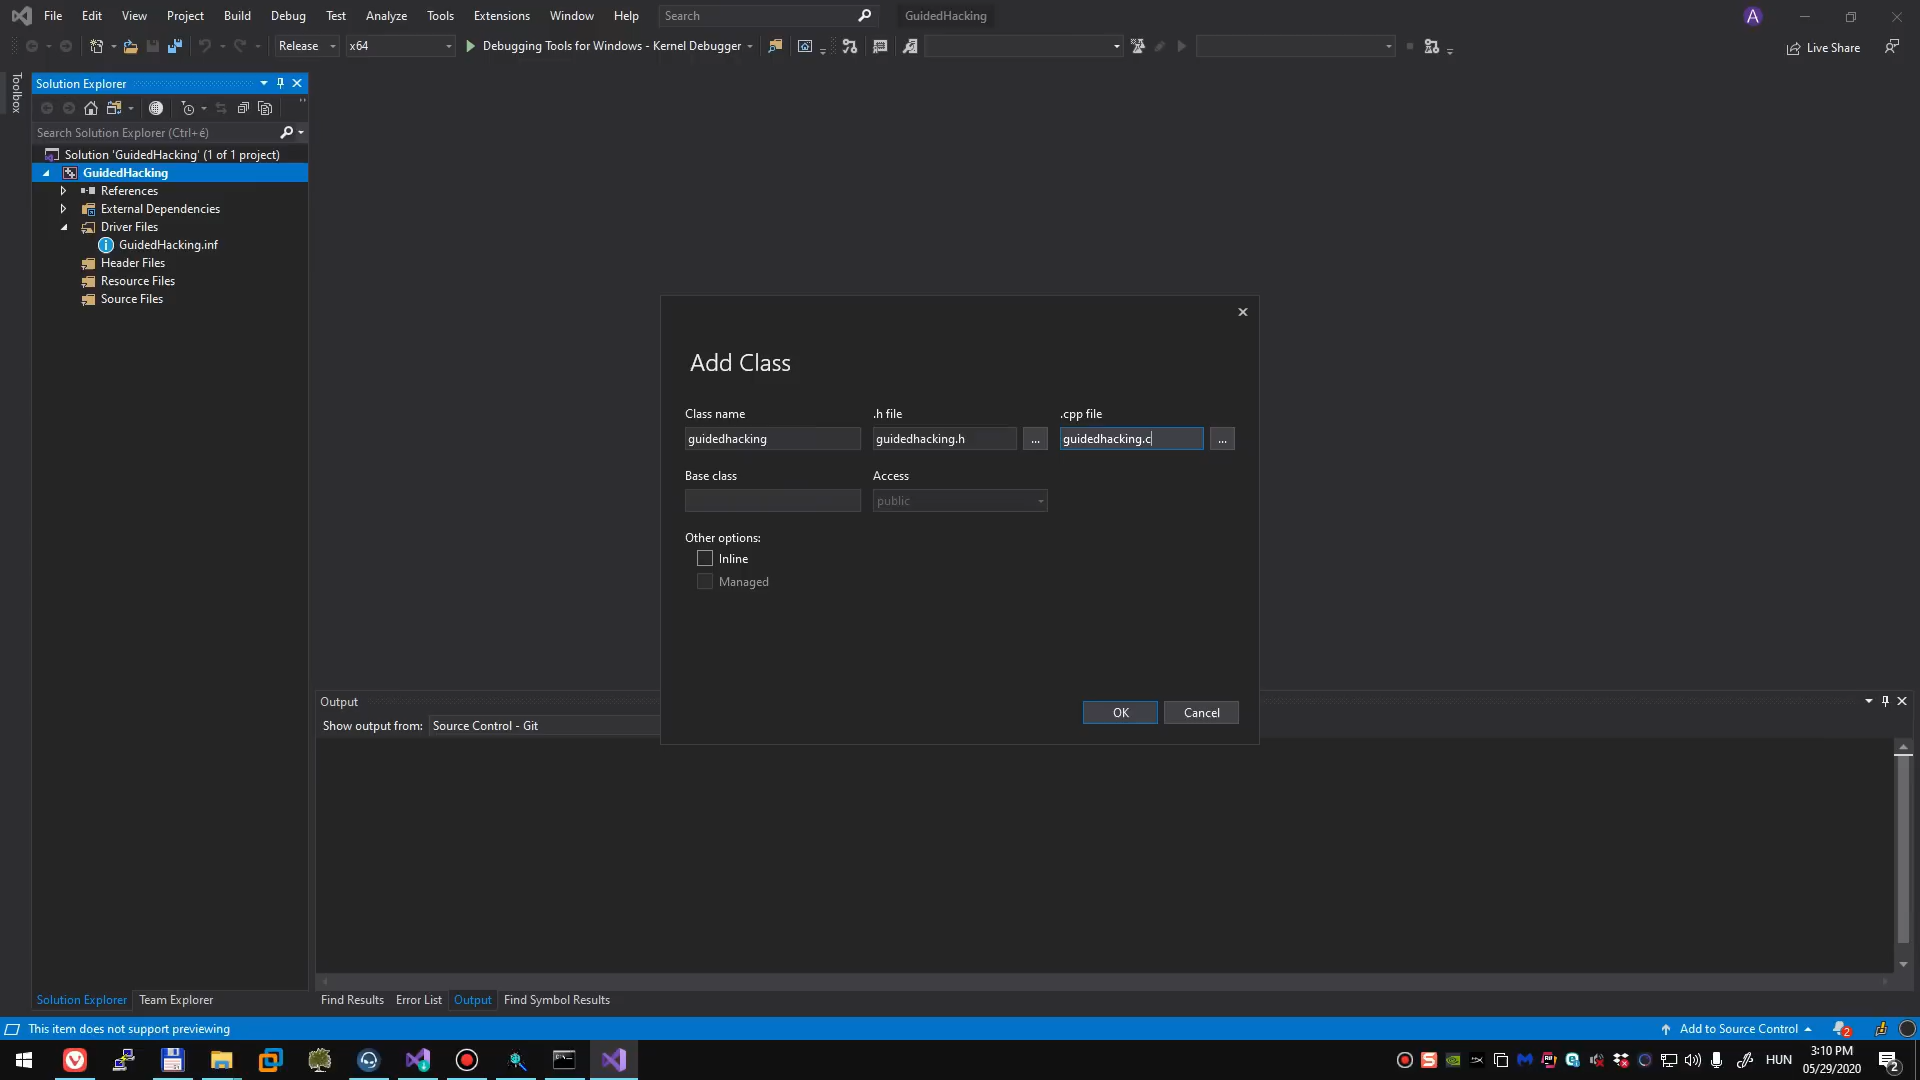 File Edit View Project Build Debug Test Analyze Tools Extensions Window Help Search GuidedHacking A
Release x64 Debugging Tools for Windows - Kernel Debugger Live Share
Toolbox
Solution Explorer
Search Solution Explorer (Ctrl+é)
Solution 'GuidedHacking' (1 of 1 project)
GuidedHacking
References
External Dependencies
Driver Files
GuidedHacking.inf
Header Files
Resource Files
Source Files
Add Class
Class name .h file .cpp file
guidedhacking guidedhacking.h ... guidedhacking.c ...
Base class Access
public
Other options:
Inline
Managed
OK Cancel
Output
Show output from: Source Control - Git
Solution Explorer Team Explorer Find Results Error List Output Find Symbol Results
This item does not support previewing Add to Source Control 2
HUN 3:10 PM
05/29/2020 2